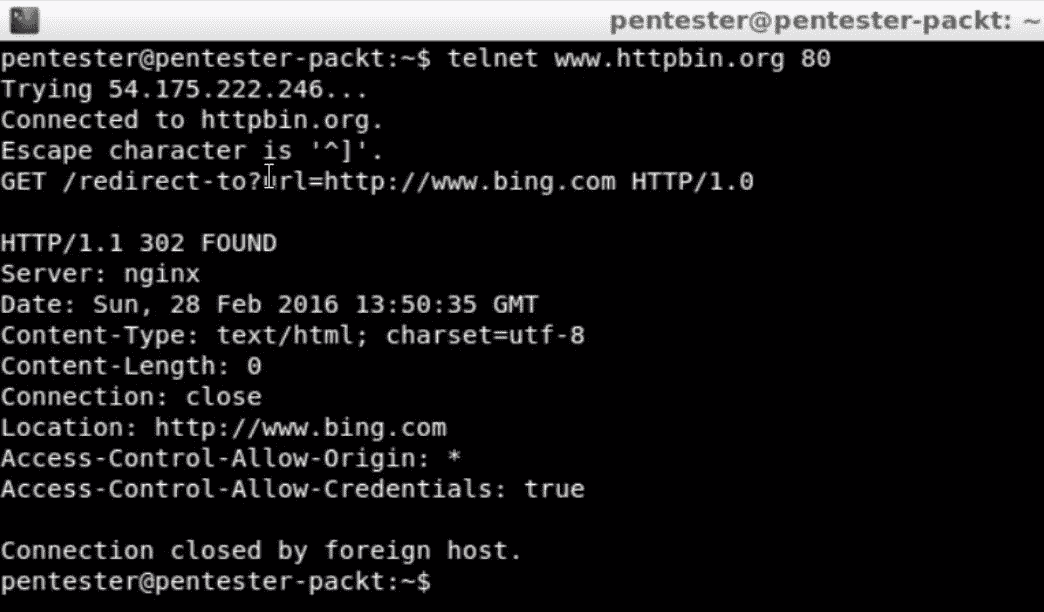 pentester@pentester-packt: ~
pentester@pentester-packt:~$ telnet www.httpbin.org 80
Trying 54.175.222.246...
Connected to httpbin.org.
Escape character is '^]'.
GET /redirect-to?url=http://www.bing.com HTTP/1.0
HTTP/1.1 302 FOUND
Server: nginx
Date: Sun, 28 Feb 2016 13:50:35 GMT
Content-Type: text/html; charset=utf-8
Content-Length: 0
Connection: close
Location: http://www.bing.com
Access-Control-Allow-Origin: *
Access-Control-Allow-Credentials: true
Connection closed by foreign host.
pentester@pentester-packt:~$